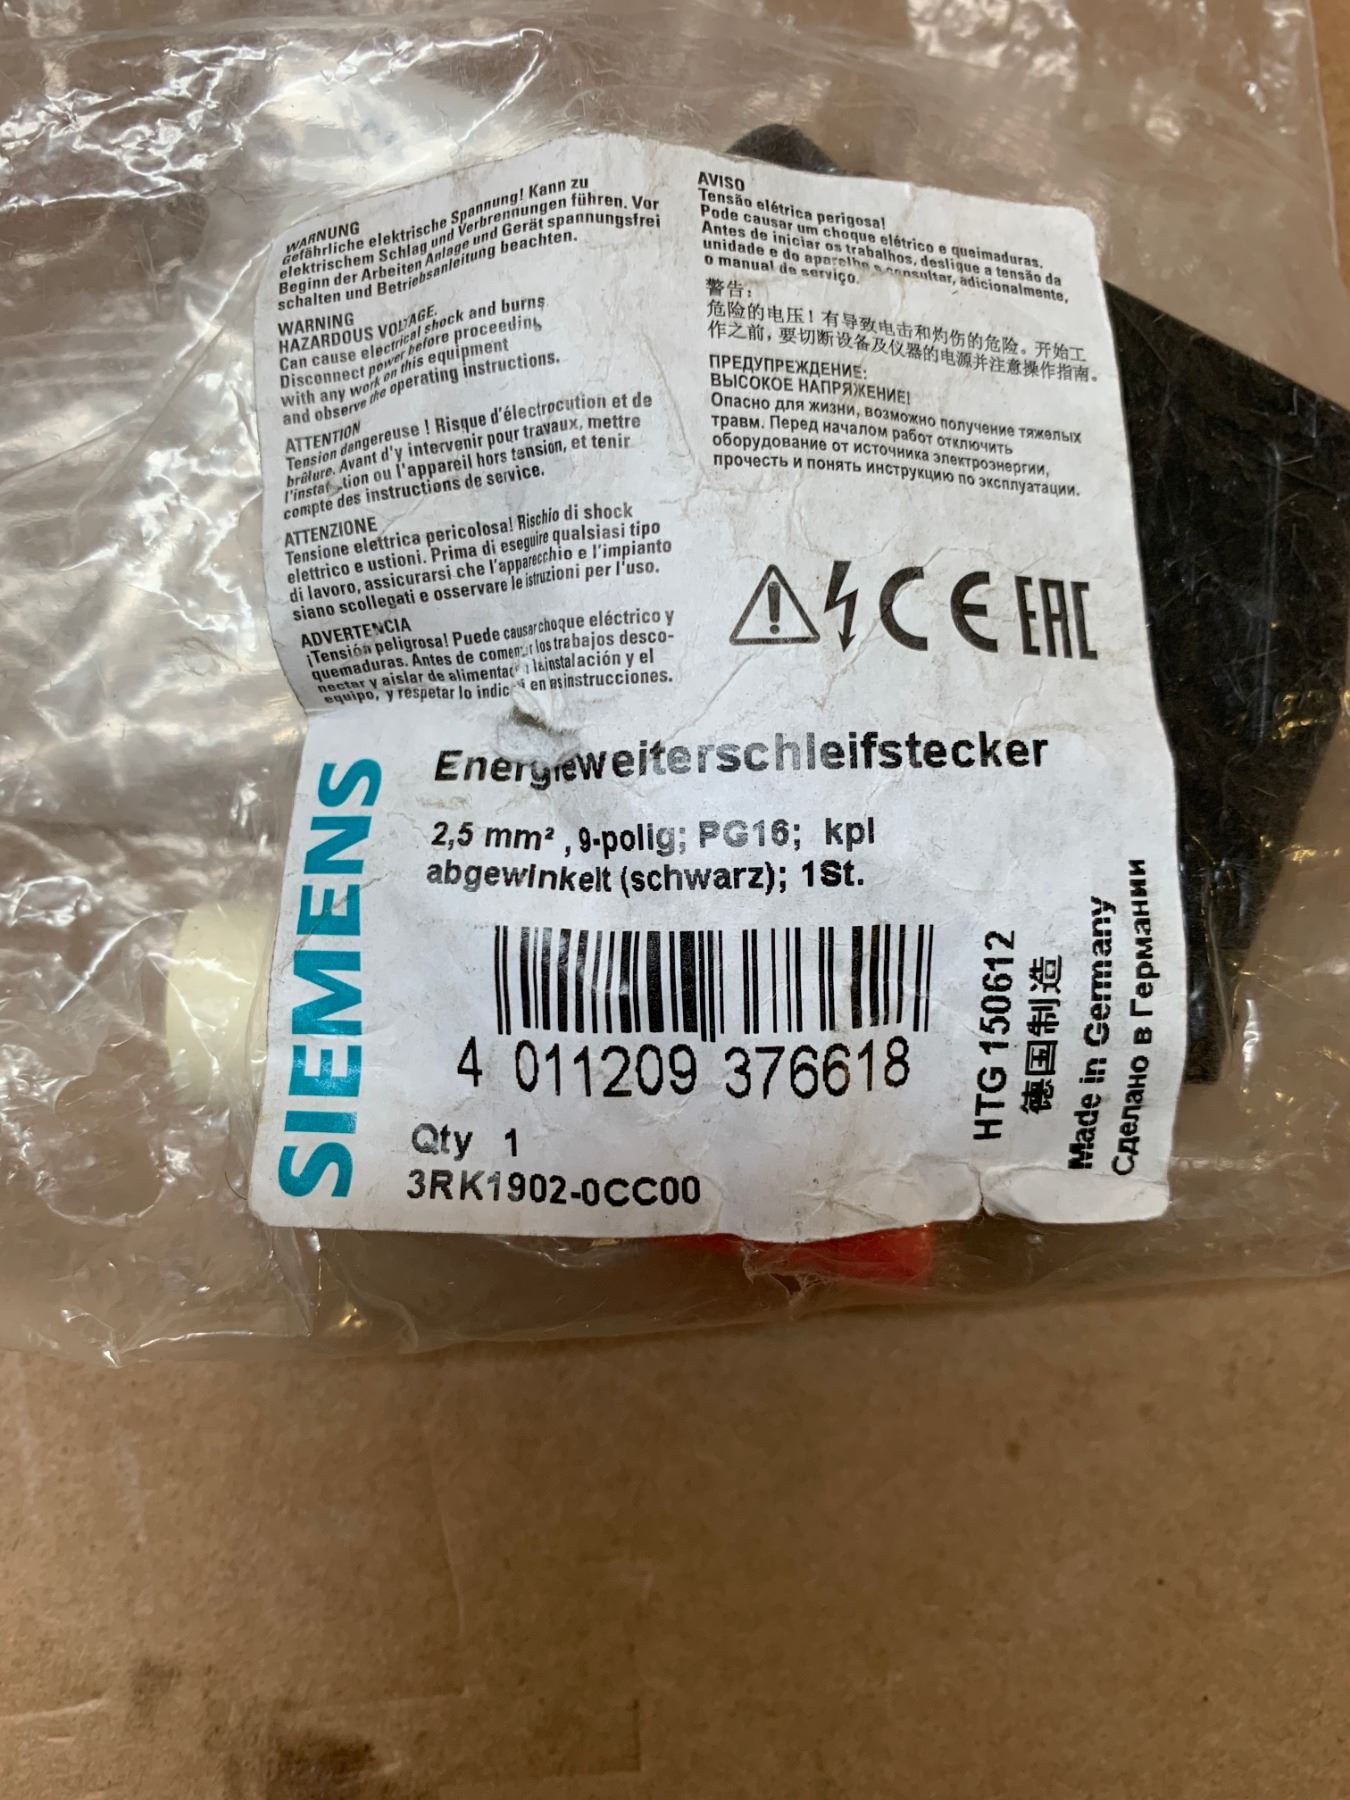 WARNUNG
Gefährliche elektrische Spannung! Kann zu
elektrischem Schlag und Verbrennungen führen. Vor
Beginn der Arbeiten Anlage und Gerät spannungsfrei
schalten und Betriebsanleitung beachten.
WARNING
HAZARDOUS VOLTAGE.
Can cause electrical shock and burns.
Disconnect power before proceeding
with any work on this equipment
and observe the operating instructions.
ATTENTION
Tension dangereuse ! Risque d'électrocution et de
brûlure. Avant d'y intervenir pour travaux, mettre
ou l'appareil hors tension, et tenir
compte des instructions de service.
ATTENZIONE
Tensione elettrica pericolosa! Rischio di shock
elettrico e ustioni. Prima di eseguire qualsiasi tipo
di lavoro, assicurarsi che l'apparecchio e l'impianto
siano scollegati e osservare le istruzioni per l'uso.
ADVERTENCIA
¡Tensión peligrosa! Puede causar choque eléctrico y
quemaduras. Antes de los trabajos desco-
nectar y aislar de la instalación y el
equipo, y respetar lo en instrucciones.
AVISO
Tensão elétrica perigosa!
Pode causar um choque elétrico e queimaduras.
Antes de iniciar os trabalhos, desligue a tensão da
unidade e do aparelho e consultar, adicionalmente,
o manual de serviço.
警告：
危险的电压！有导致电击和灼伤的危险。开始工
作之前，要切断设备及仪器的电源并注意操作指南。
ПРЕДУПРЕЖДЕНИЕ:
ВЫСОКОЕ НАПРЯЖЕНИЕ!
Опасно для жизни, возможно получение тяжелых
травм. Перед началом работ отключить
оборудование от источника электроэнергии,
прочесть и понять инструкцию по эксплуатации.
CE EAC
SIEMENS
Energieweiterschleifstecker
2,5 mm², 9-polig; PG16; kpl
abgewinkelt (schwarz); 1St.
4 011209 376618
Qty 1
3RK1902-0CC00
HTG 150612
德国制造
Made in Germany
Сделано в Германии